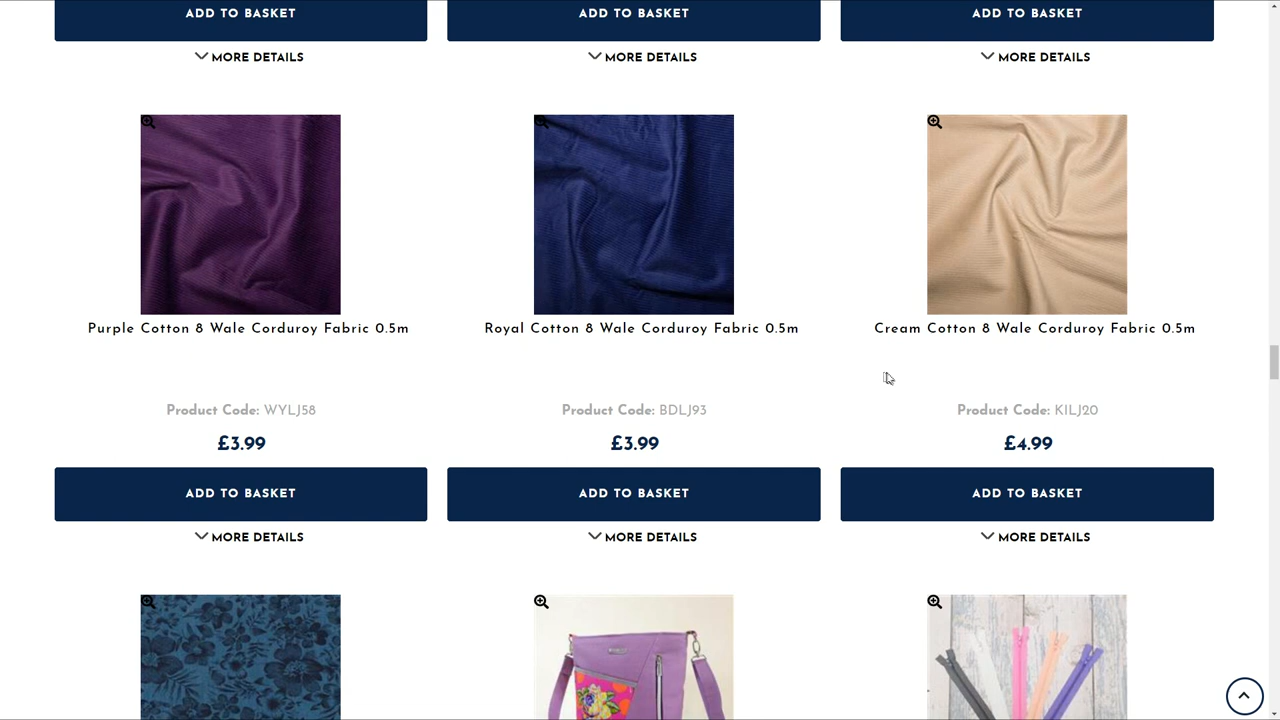 ADD TO BASKET
ADD TO BASKET
ADD TO BASKET
MORE DETAILS
MORE DETAILS
MORE DETAILS
Purple Cotton 8 Wale Corduroy Fabric 0.5m
Royal Cotton 8 Wale Corduroy Fabric 0.5m
Cream Cotton 8 Wale Corduroy Fabric 0.5m
Product Code: WYLJ58
Product Code: BDLJ93
Product Code: KILJ20
£3.99
£3.99
£4.99
ADD TO BASKET
ADD TO BASKET
ADD TO BASKET
MORE DETAILS
MORE DETAILS
MORE DETAILS